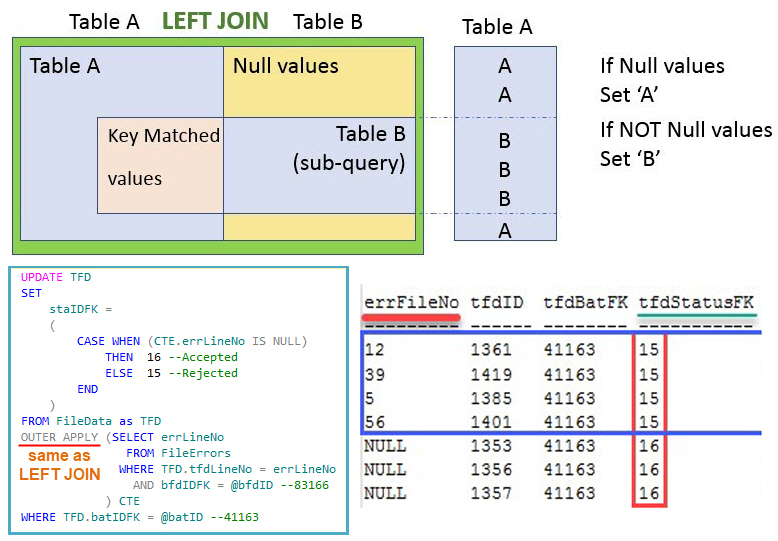 Table A LEFT JOIN Table B
Table A
Table A
Null values
Key Matched
values
Table B
(sub-query)
A
A
B
B
B
A
If Null values
Set ‘A’
If NOT Null values
Set ‘B’
UPDATE TFD
SET
staIDFK =
(
CASE WHEN (CTE.errLineNo IS NULL)
THEN 16 --Accepted
ELSE 15 --Rejected
END
)
FROM FileData as TFD
OUTER APPLY (SELECT errLineNo
same as
LEFT JOIN
FROM FileErrors
WHERE TFD.tfdLineNo = errLineNo
AND bfdIDFK = @bfdID --83166
) CTE
WHERE TFD.batIDFK = @batID --41163
errFileNo tfdID tfdBatFK tfdStatusFK
--------- ------- -------- -----------
12 1361 41163 15
39 1419 41163 15
5 1385 41163 15
56 1401 41163 15
NULL 1353 41163 16
NULL 1356 41163 16
NULL 1357 41163 16